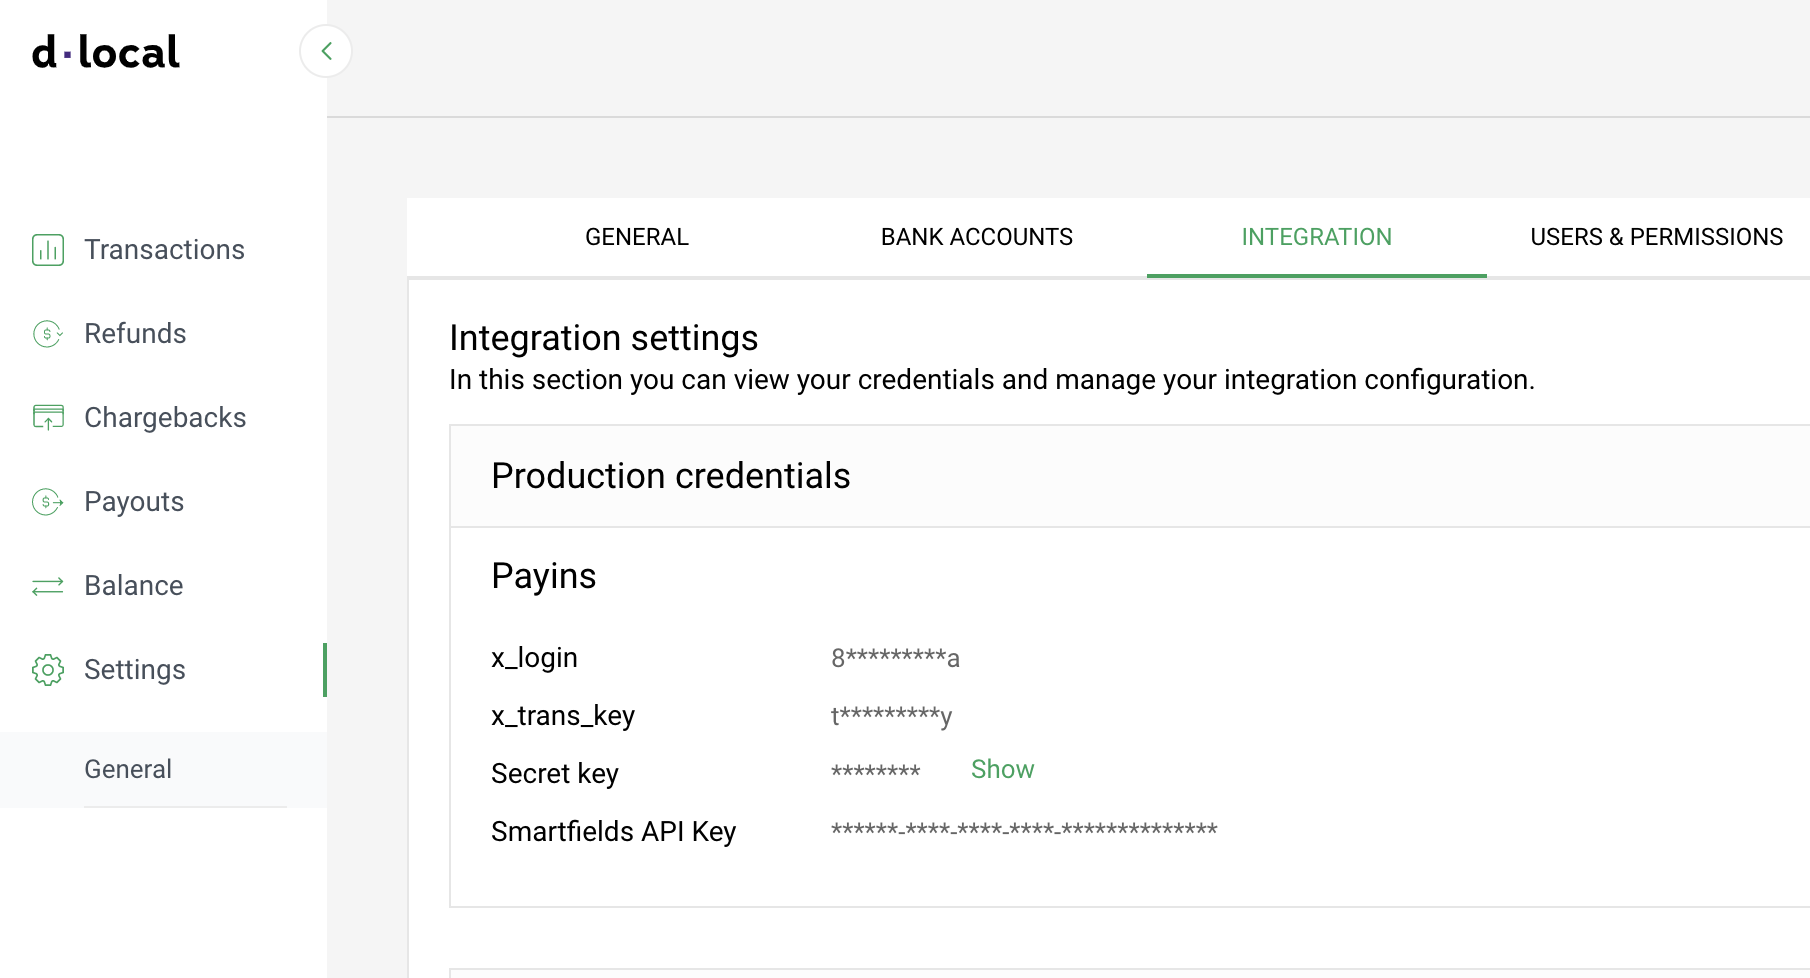 d·local
Transactions
Refunds
Chargebacks
Payouts
Balance
Settings
General
GENERAL
BANK ACCOUNTS
INTEGRATION
USERS & PERMISSIONS
Integration settings
In this section you can view your credentials and manage your integration configuration.
Production credentials
Payins
x_login 8*********a
x_trans_key t*********y
Secret key ******** Show
Smartfields API Key ******-****-****-****-**************